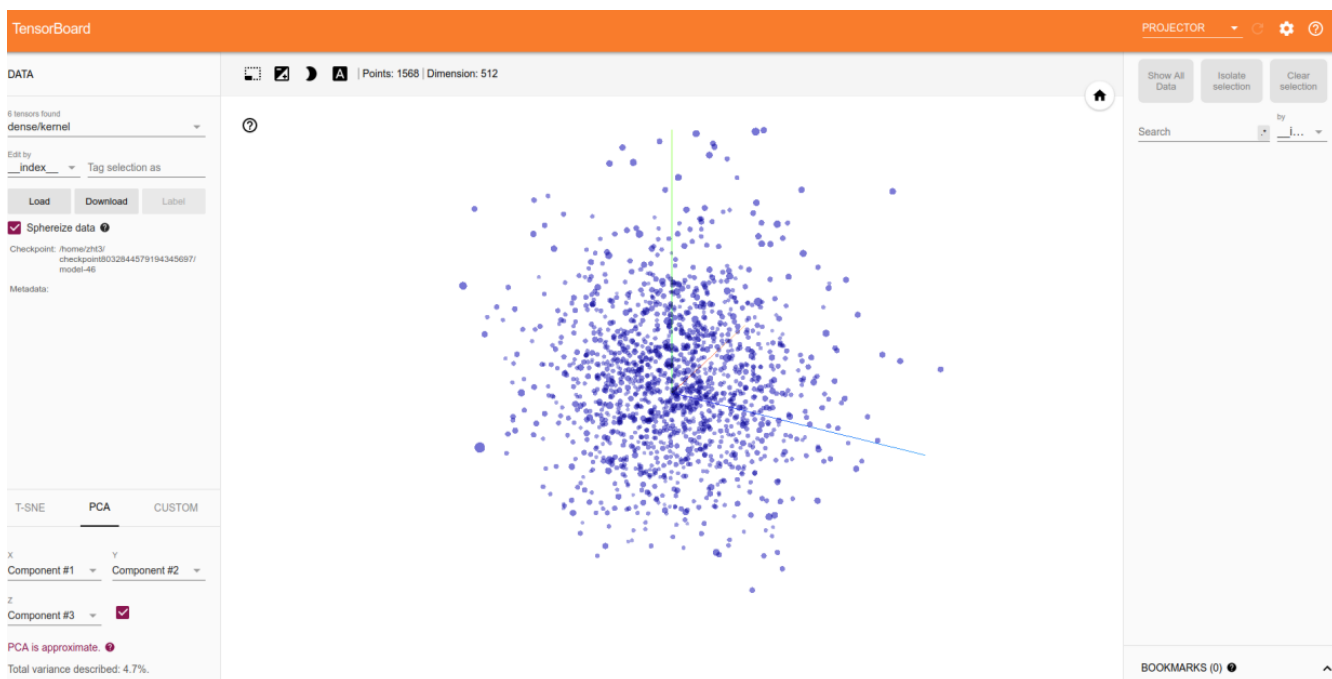 TensorBoard
PROJECTOR
DATA
Points: 1568 | Dimension: 512
6 tensors found
dense/kernel
Edit by
__index__
Tag selection as
Load
Download
Label
Sphereize data
Checkpoint: /home/zht3/
checkpoint8032844579194345697/
model-46
Metadata:
T-SNE
PCA
CUSTOM
X
Component #1
Y
Component #2
Z
Component #3
PCA is approximate.
Total variance described: 4.7%.
Show All
Data
Isolate
selection
Clear
selection
Search
.*
by
__i...
BOOKMARKS (0)